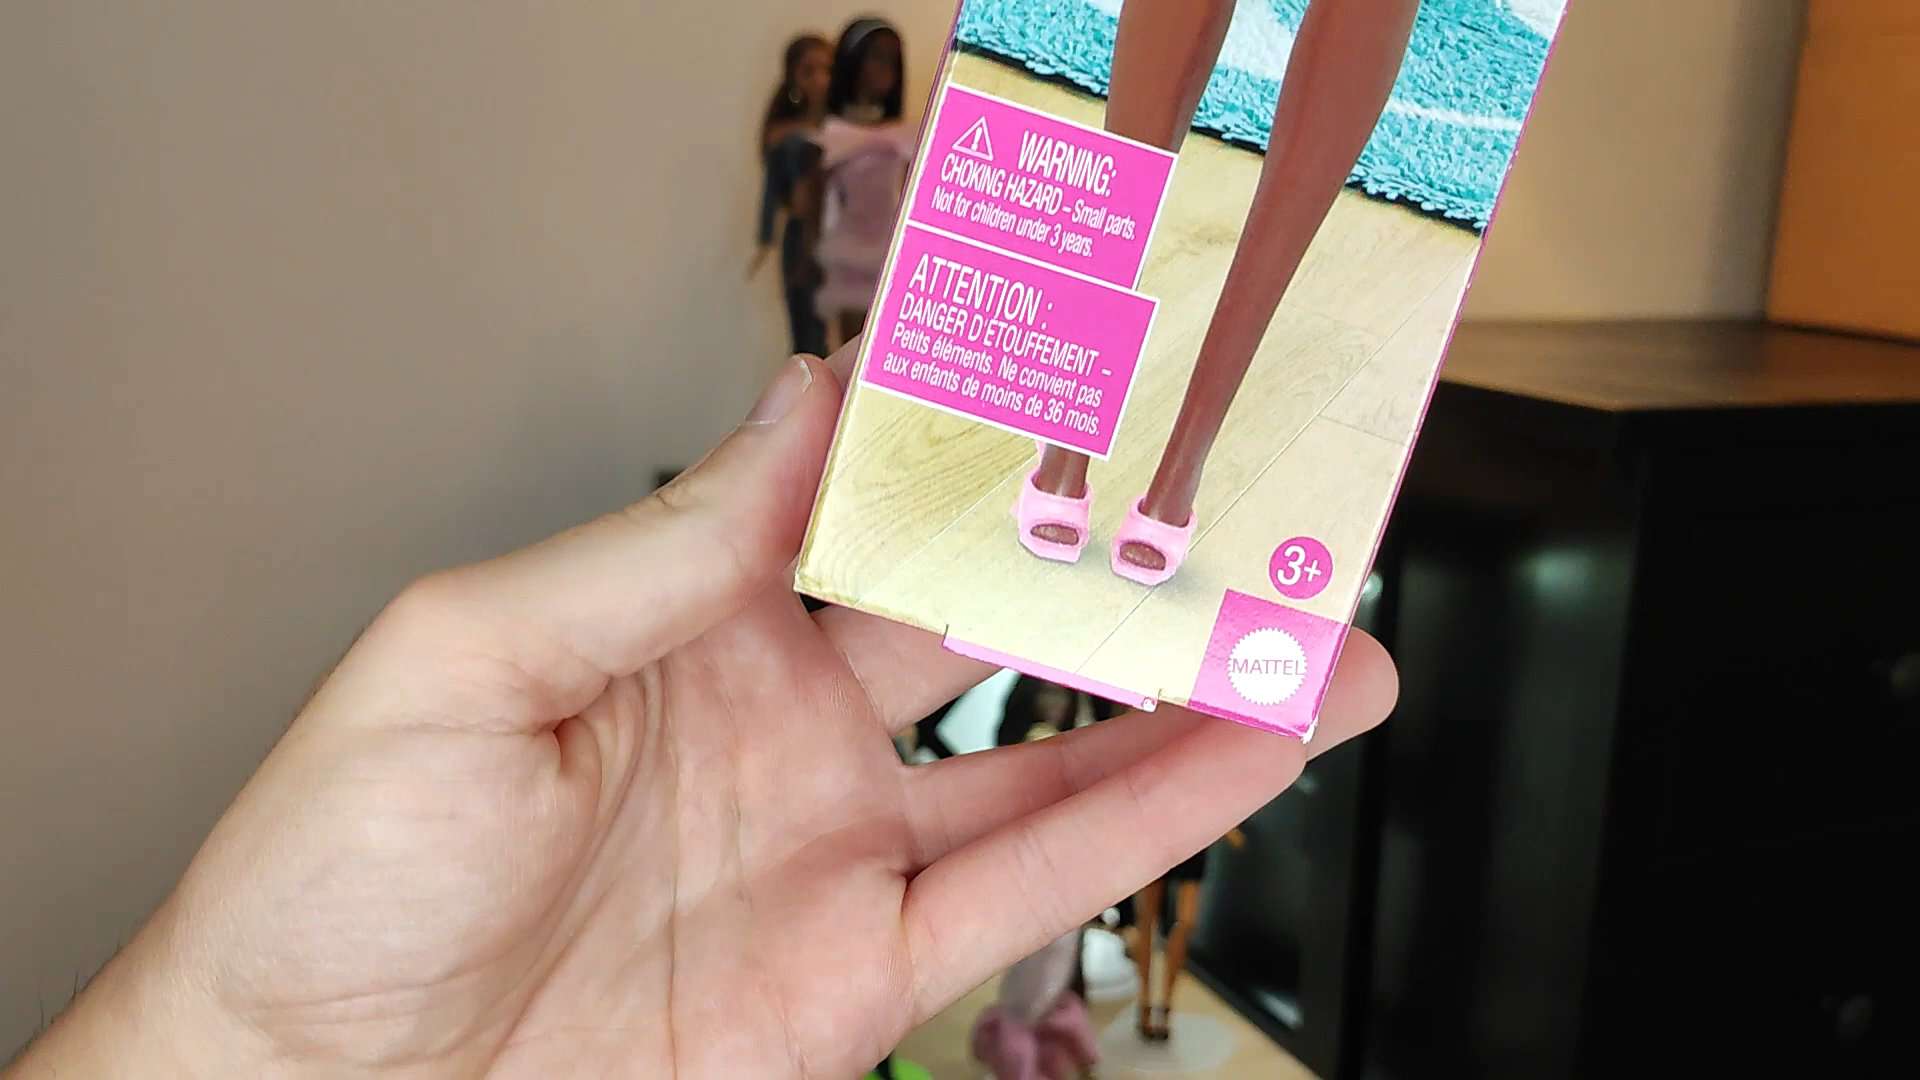 WARNING:
CHOKING HAZARD – Small parts.
Not for children under 3 years.
ATTENTION :
DANGER D'ÉTOUFFEMENT –
Petits éléments. Ne convient pas
aux enfants de moins de 36 mois.
3+
MATTEL